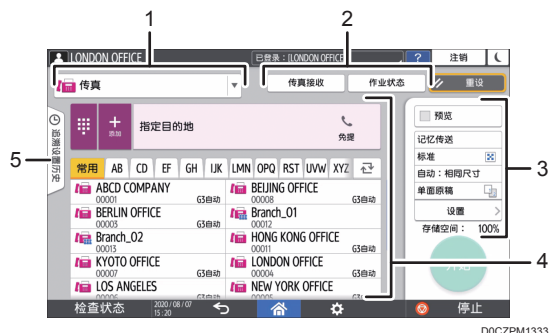 1
2
LONDON OFFICE
已登录：[LONDON OFFICE
?
注销
传真
传真接收
作业状态
重设
预览
追溯设置历史
添加
指定目的地
免提
记忆传送
标准
自动：相同尺寸
单面原稿
设置
存储空间： 100%
开始
常用 AB CD EF GH IJK LMN OPQ RST UVW XYZ
ABCD COMPANY
00001 G3自动
BEIJING OFFICE
00008 G3自动
BERLIN OFFICE
00003 G3自动
Branch_01
00012
Branch_02
00013
HONG KONG OFFICE
00011 G3自动
KYOTO OFFICE
00007 G3自动
LONDON OFFICE
00004 G3自动
LOS ANGELES
NEW YORK OFFICE
检查状态
2020/08/07
15:20
停止
3
4
5
D0CZPM1333